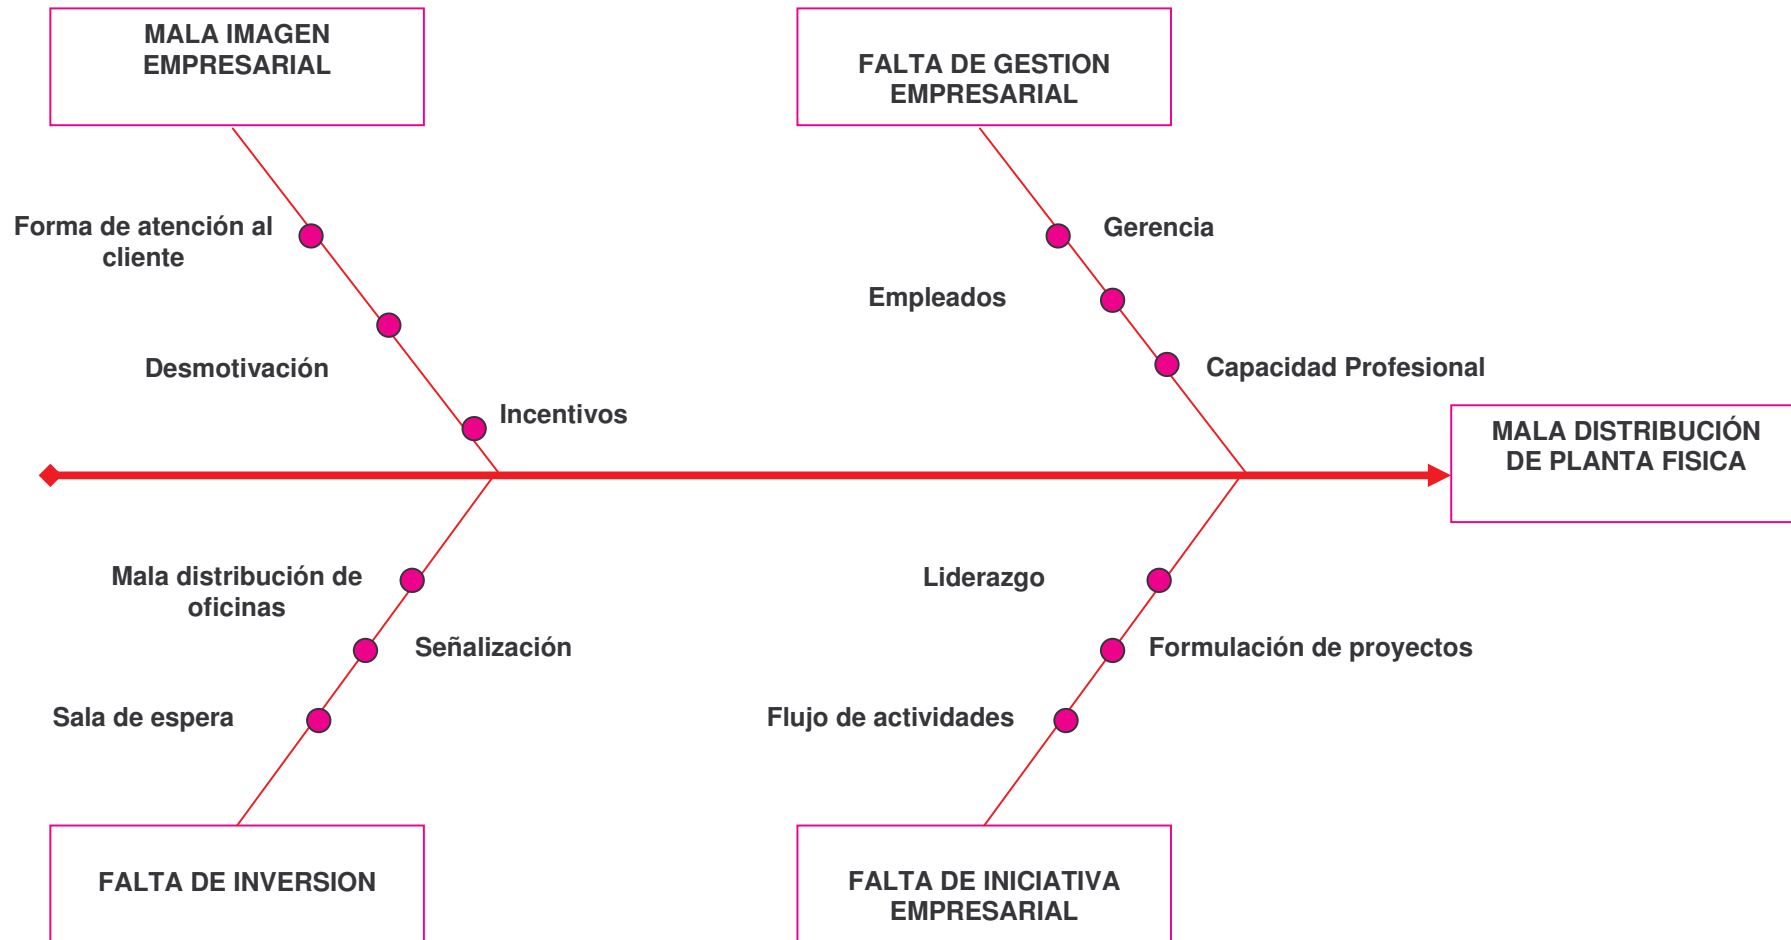 MALA IMAGEN
EMPRESARIAL
FALTA DE GESTION
EMPRESARIAL
Forma de atención al
cliente
Gerencia
Empleados
Desmotivación
Capacidad Profesional
Incentivos
MALA DISTRIBUCIÓN
DE PLANTA FISICA
Mala distribución de
oficinas
Liderazgo
Señalización
Formulación de proyectos
Sala de espera
Flujo de actividades
FALTA DE INVERSION
FALTA DE INICIATIVA
EMPRESARIAL